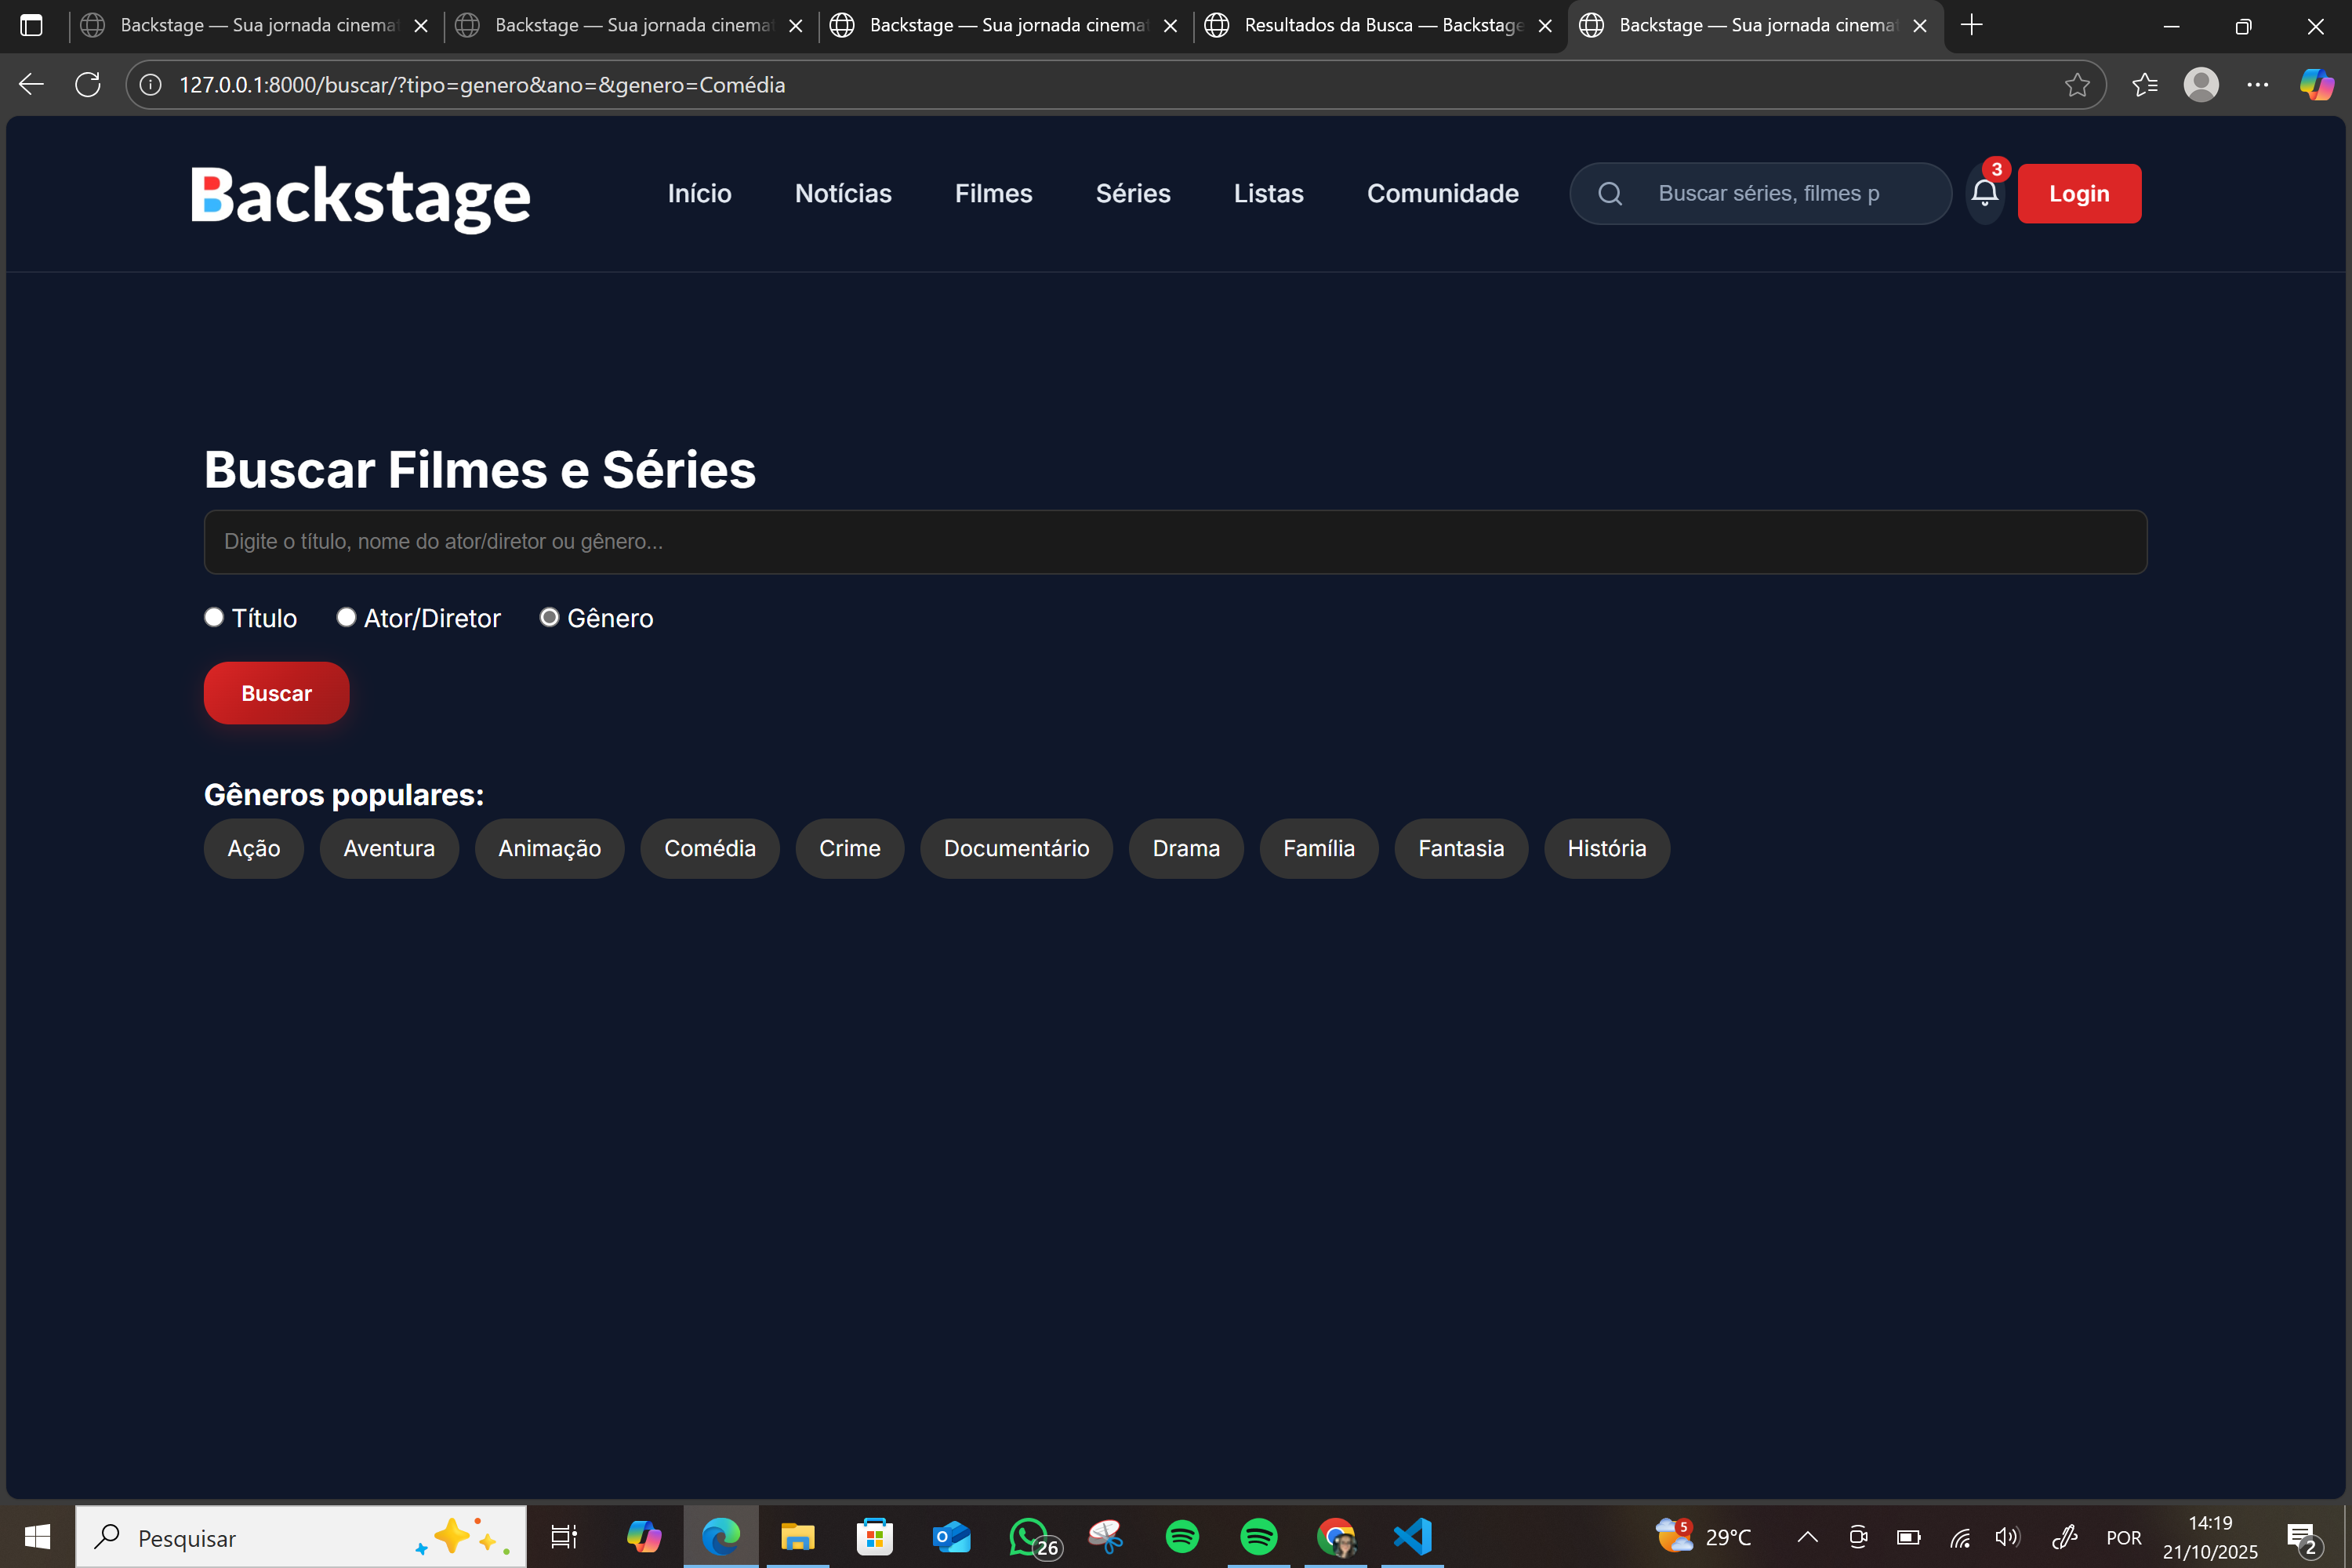 Backstage — Sua jornada cinemat
Backstage — Sua jornada cinemat
Backstage — Sua jornada cinemat
Resultados da Busca — Backstage
Backstage — Sua jornada cinemat
127.0.0.1:8000/buscar/?tipo=genero&ano=&genero=Comédia
Backstage
Início
Notícias
Filmes
Séries
Listas
Comunidade
Buscar séries, filmes p
3
Login
Buscar Filmes e Séries
Digite o título, nome do ator/diretor ou gênero...
Título
Ator/Diretor
Gênero
Buscar
Gêneros populares:
Ação
Aventura
Animação
Comédia
Crime
Documentário
Drama
Família
Fantasia
História
Pesquisar
26
5
29°C
POR
14:19
21/10/2025
2